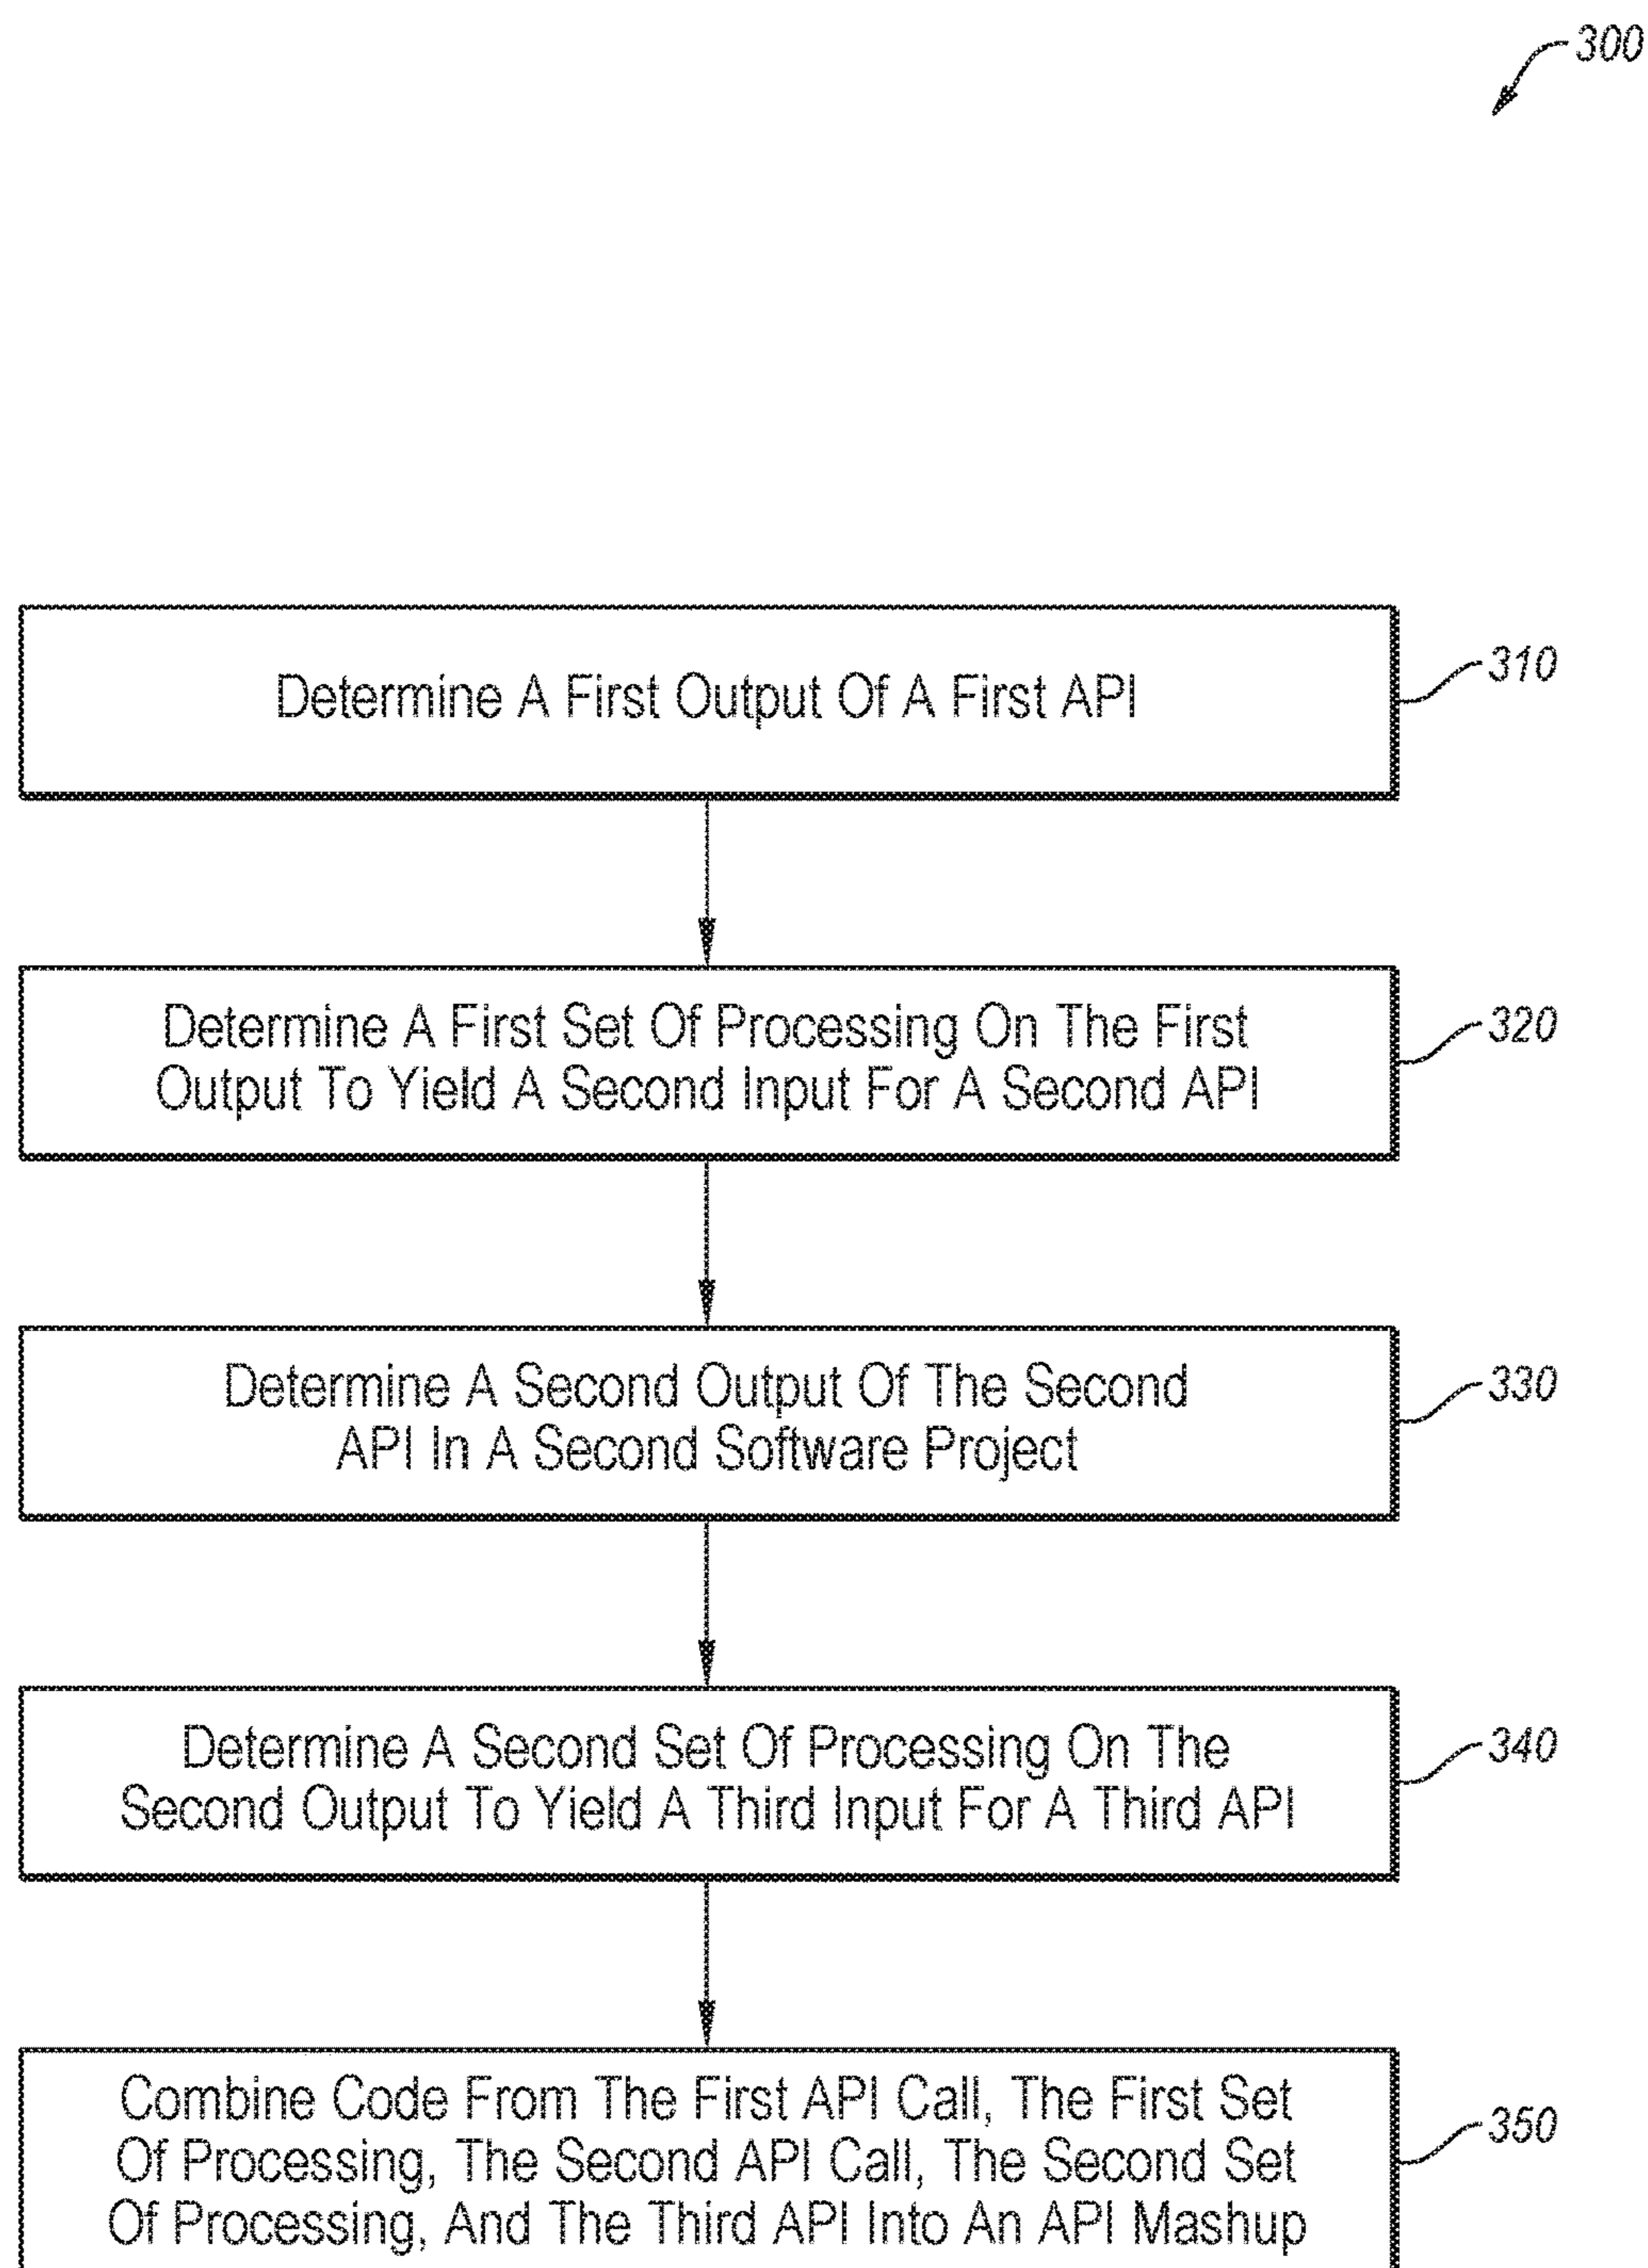 300
Determine A First Output Of A First API
310
Determine A First Set Of Processing On The First
Output To Yield A Second Input For A Second API
320
Determine A Second Output Of The Second
API In A Second Software Project
330
Determine A Second Set Of Processing On The
Second Output To Yield A Third Input For A Third API
340
Combine Code From The First API Call, The First Set
Of Processing, The Second API Call, The Second Set
Of Processing, And The Third API Into An API Mashup
350